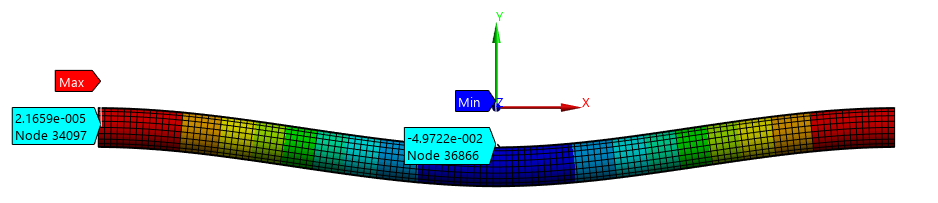 Y
Max
Min
Z
X
2.1659e-005
Node 34097
-4.9722e-002
Node 36866